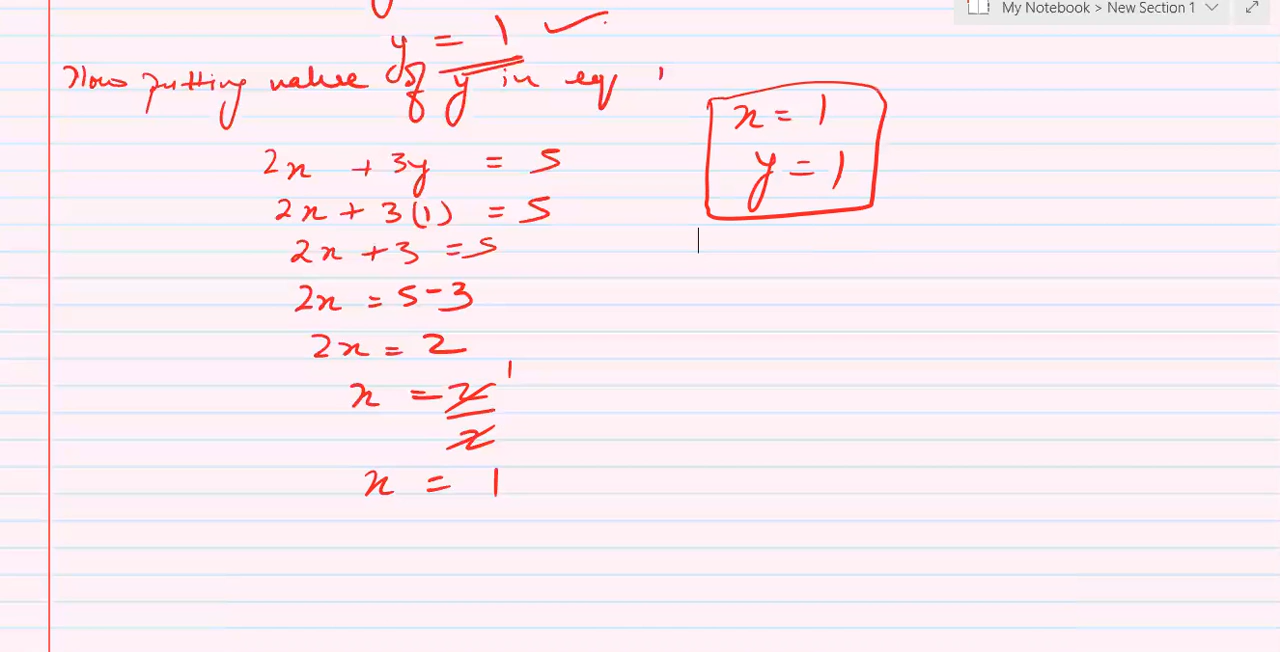 My Notebook > New Section 1
y = 1 ✓
Now putting value of y in eq 1
2x + 3y = 5
2x + 3(1) = 5
2x + 3 = 5
2x = 5 - 3
2x = 2
x = 2/2 1
x = 1
x = 1
y = 1